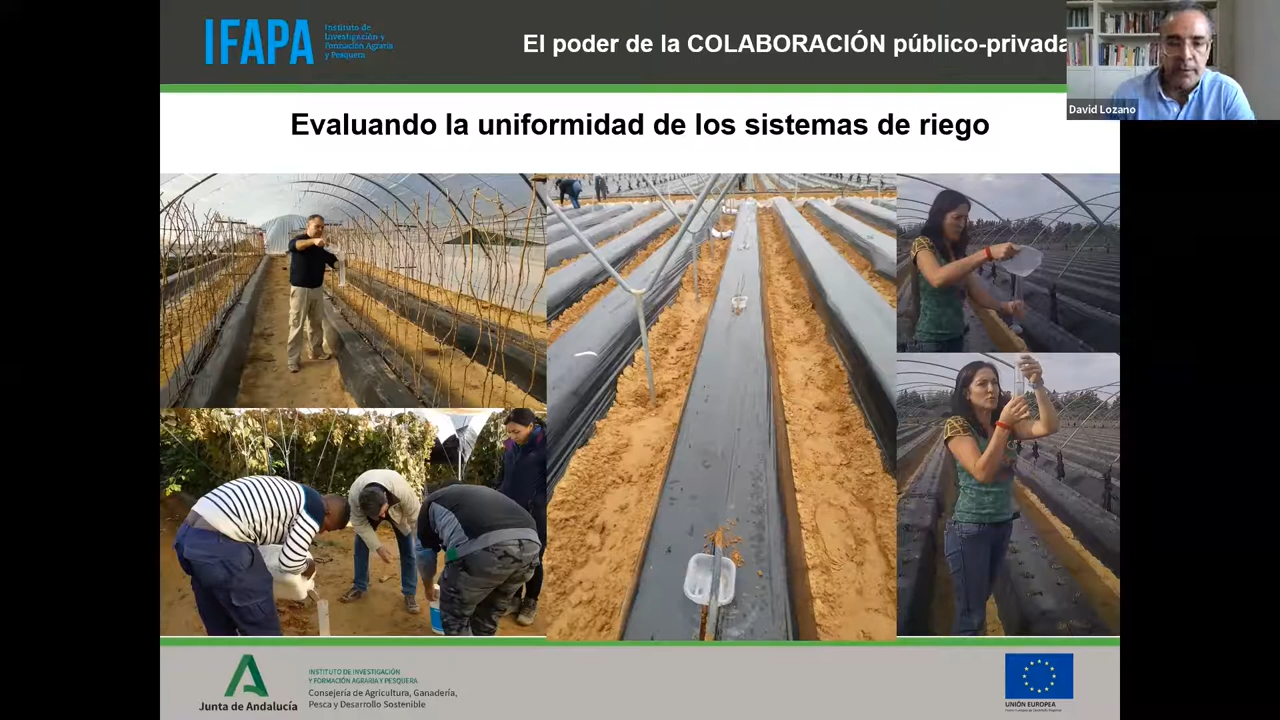 IFAPA
Instituto de
Investigación y
Formación Agraria
y Pesquera
El poder de la COLABORACIÓN público-privada
David Lozano
Evaluando la uniformidad de los sistemas de riego
Junta de Andalucía
INSTITUTO DE INVESTIGACIÓN
Y FORMACIÓN AGRARIA Y PESQUERA
Consejería de Agricultura, Ganadería,
Pesca y Desarrollo Sostenible
UNIÓN EUROPEA